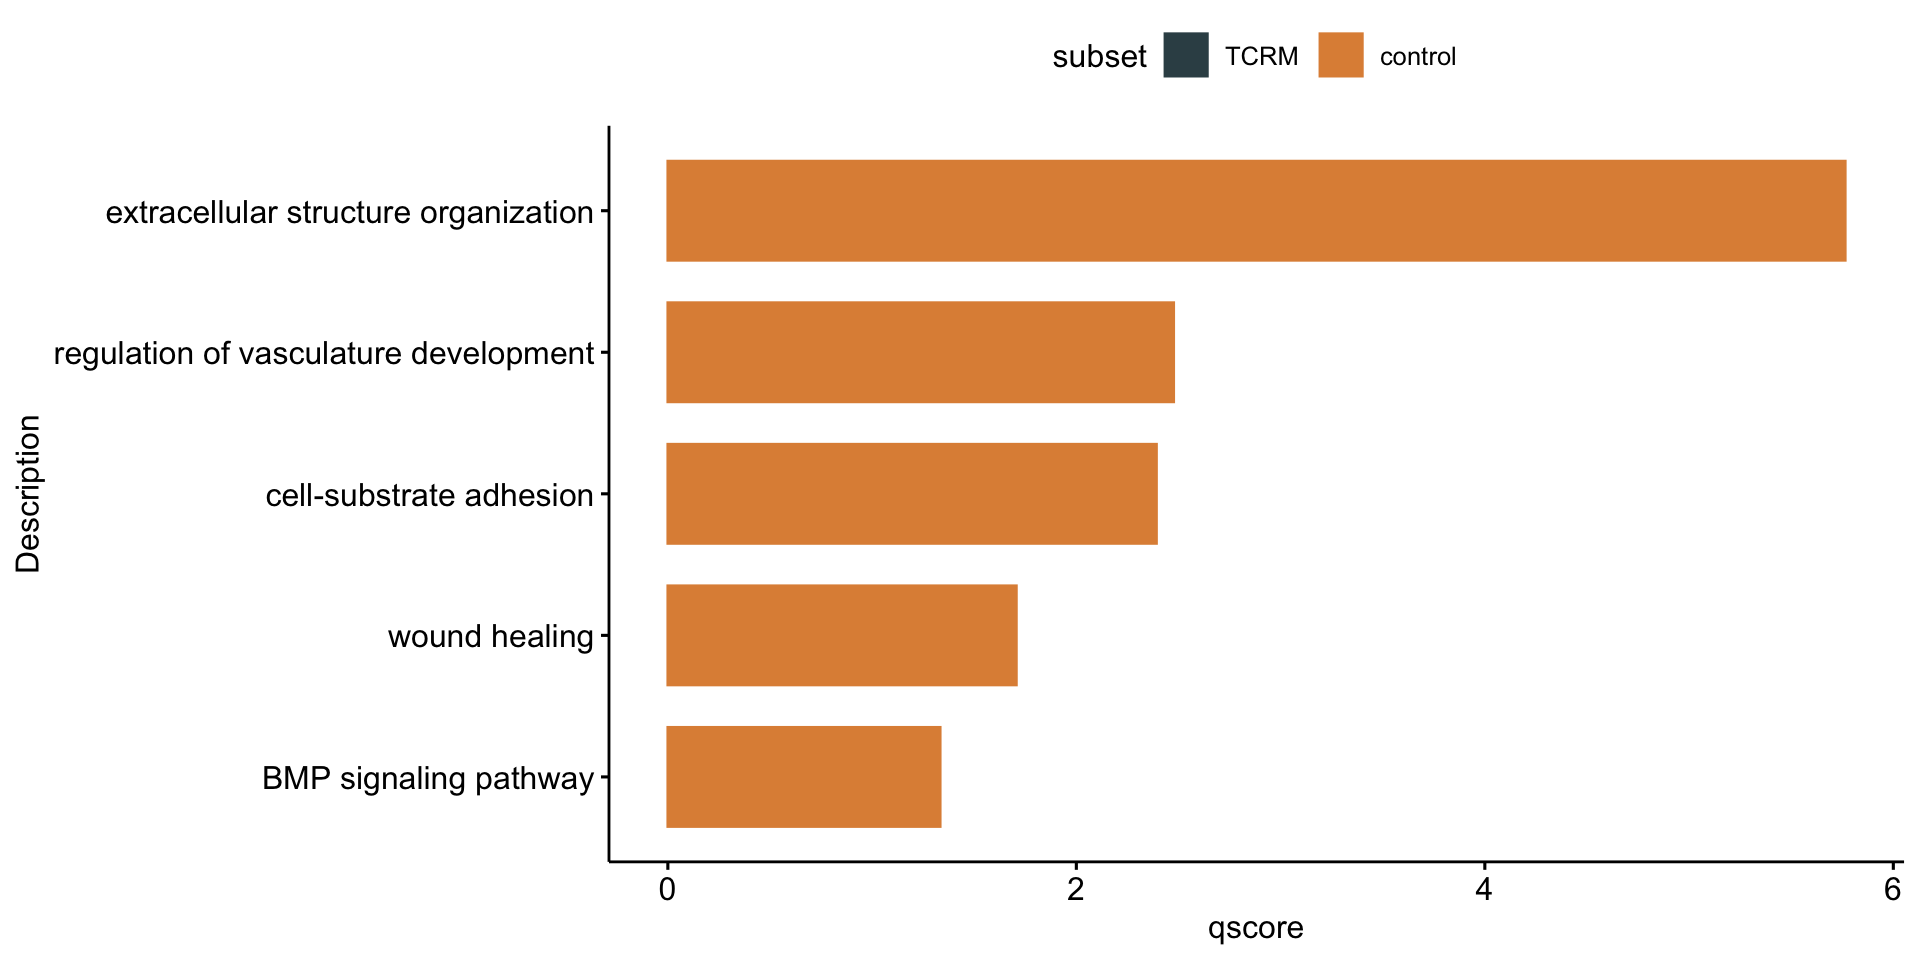 subset TCRM control
extracellular structure organization
regulation of vasculature development
cell-substrate adhesion
wound healing
BMP signaling pathway
Description
0 2 4 6
qscore